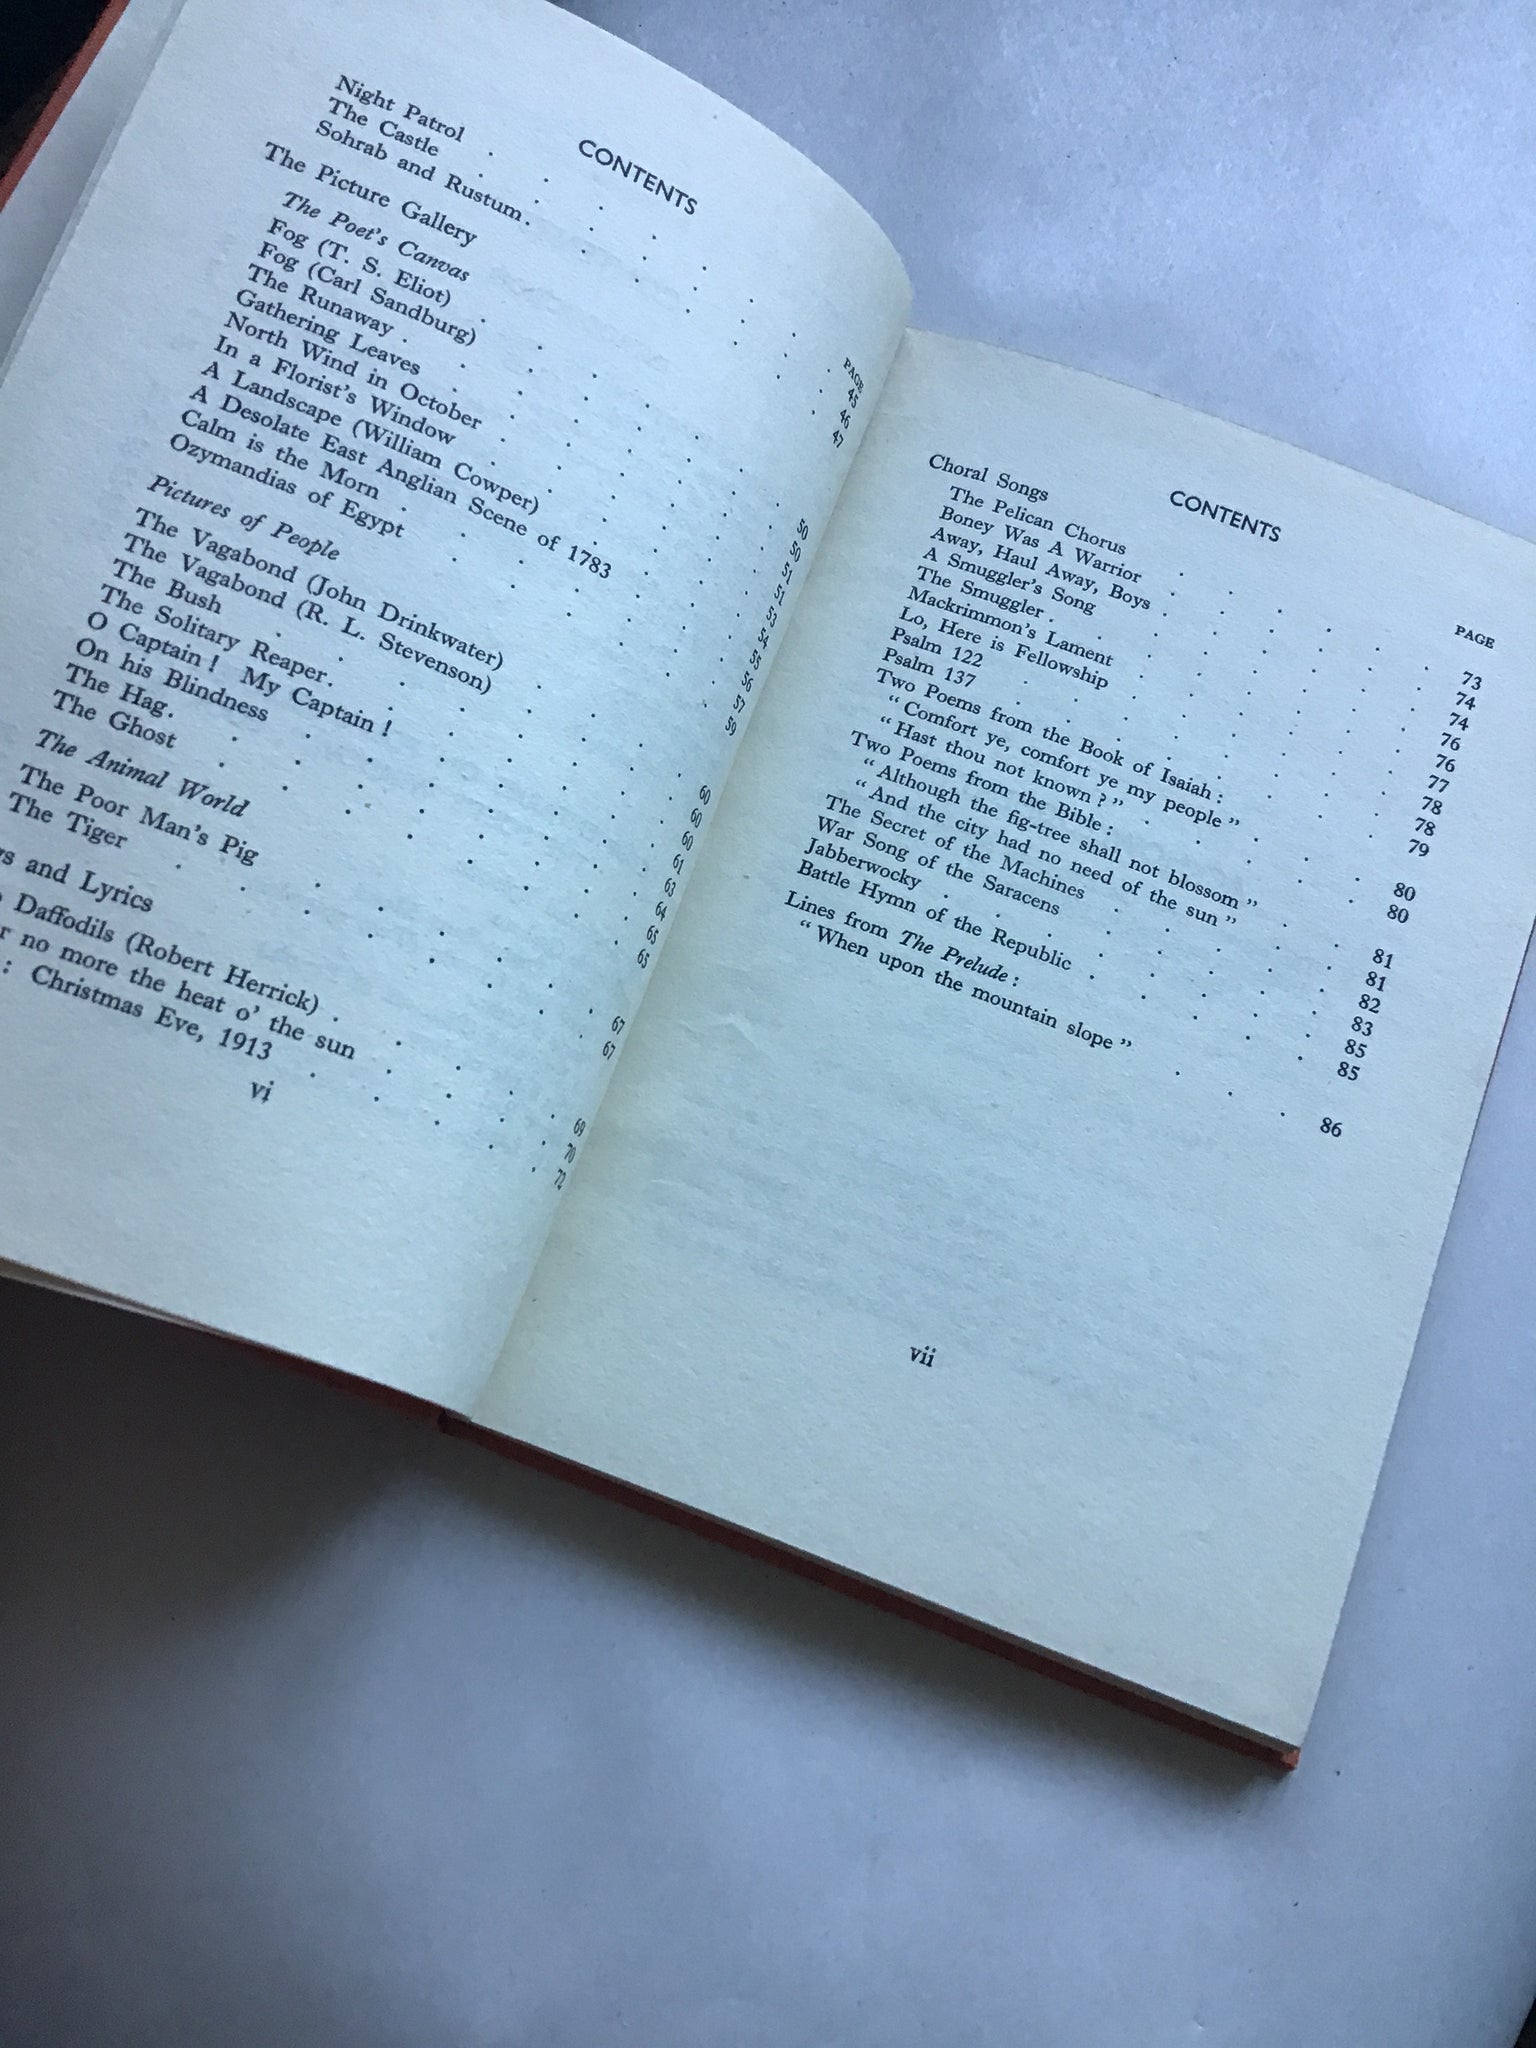 CONTENTS
PAGE
Night Patrol . . . . . . 45
The Castle . . . . . . 46
Sohrab and Rustum . . . . . 47
The Picture Gallery
The Poet's Canvas
Fog (T. S. Eliot) . . . . . 50
Fog (Carl Sandburg) . . . . . 50
The Runaway . . . . . . 51
Gathering Leaves . . . . . 51
North Wind in October . . . . . 53
In a Florist's Window . . . . . 54
A Landscape (William Cowper) . . . . 55
A Desolate East Anglian Scene of 1783 . . . 56
Calm is the Morn . . . . . 57
Ozymandias of Egypt . . . . . 59
Pictures of People
The Vagabond (John Drinkwater) . . . . 60
The Vagabond (R. L. Stevenson) . . . . 60
The Bush . . . . . . 60
The Solitary Reaper . . . . . 61
O Captain ! My Captain ! . . . . 63
On his Blindness . . . . . 64
The Hag . . . . . . 65
The Ghost . . . . . . 65
The Animal World
The Poor Man's Pig . . . . . 67
The Tiger . . . . . . 67
and Lyrics
Daffodils (Robert Herrick) . . . . 69
no more the heat o' the sun . . . . 70
: Christmas Eve, 1913 . . . . . 72
vi
CONTENTS
PAGE
Choral Songs
The Pelican Chorus . . . . . 73
Boney Was A Warrior . . . . . 74
Away, Haul Away, Boys . . . . . 74
A Smuggler's Song . . . . . 76
The Smuggler . . . . . . 76
Mackrimmon's Lament . . . . . 77
Lo, Here is Fellowship . . . . . 78
Psalm 122 . . . . . . 78
Psalm 137 . . . . . . 79
Two Poems from the Book of Isaiah :
“ Comfort ye, comfort ye my people ” . . . 80
“ Hast thou not known ? ” . . . . 80
Two Poems from the Bible :
“ Although the fig-tree shall not blossom ” . . 81
“ And the city had no need of the sun ” . . 81
The Secret of the Machines . . . . 82
War Song of the Saracens . . . . 83
Jabberwocky . . . . . . 85
Battle Hymn of the Republic . . . . 85
Lines from The Prelude :
“ When upon the mountain slope ” . . . 86
vii